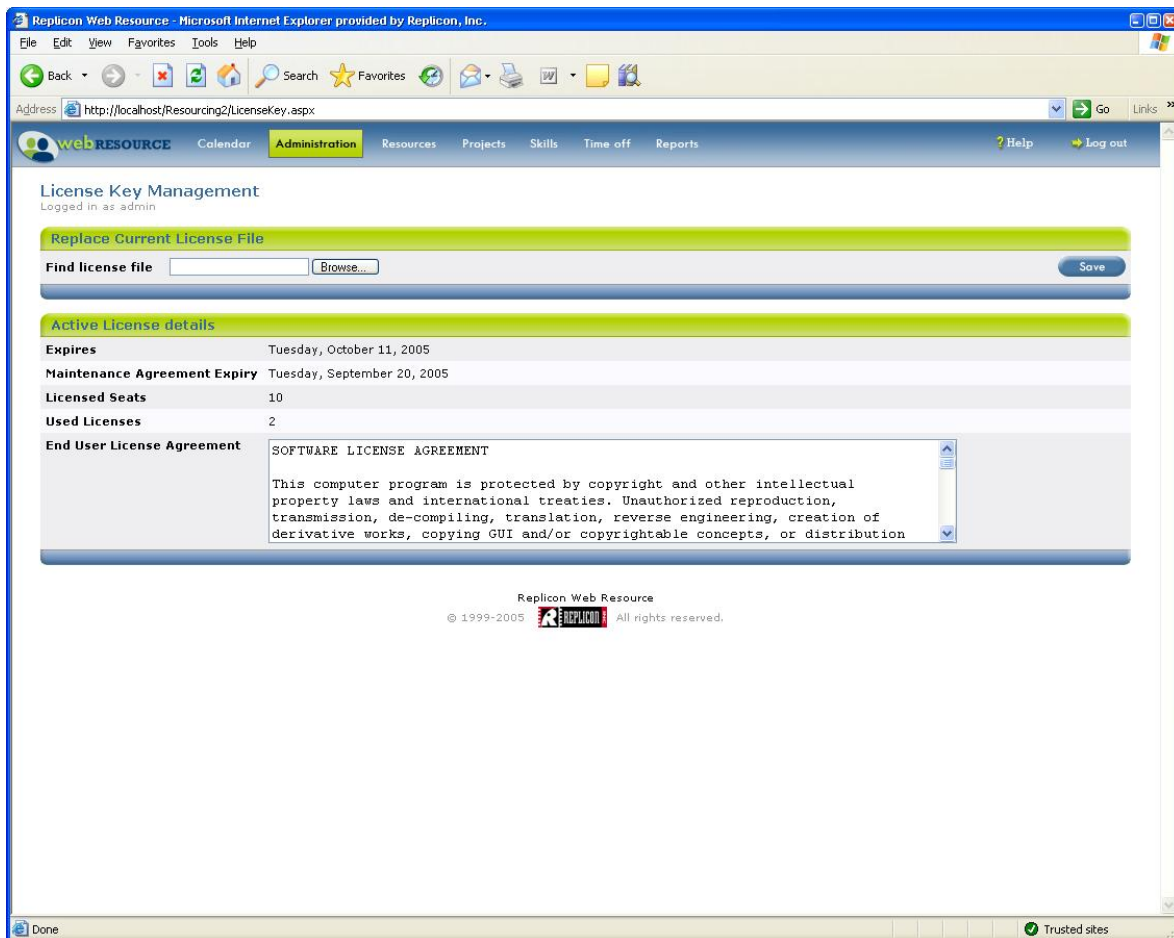 Replicon Web Resource - Microsoft Internet Explorer provided by Replicon, Inc.
File Edit View Favorites Tools Help
Back Search Favorites
Address http://localhost/Resourcing2/LicenseKey.aspx Go Links »
webRESOURCE Calendar Administration Resources Projects Skills Time off Reports ? Help Log out
License Key Management
Logged in as admin
Replace Current License File
Find license file Browse... Save
Active License details
Expires Tuesday, October 11, 2005
Maintenance Agreement Expiry Tuesday, September 20, 2005
Licensed Seats 10
Used Licenses 2
End User License Agreement SOFTWARE LICENSE AGREEMENT
This computer program is protected by copyright and other intellectual
property laws and international treaties. Unauthorized reproduction,
transmission, de-compiling, translation, reverse engineering, creation of
derivative works, copying GUI and/or copyrightable concepts, or distribution
Replicon Web Resource
© 1999-2005 REPLICON All rights reserved.
Done Trusted sites